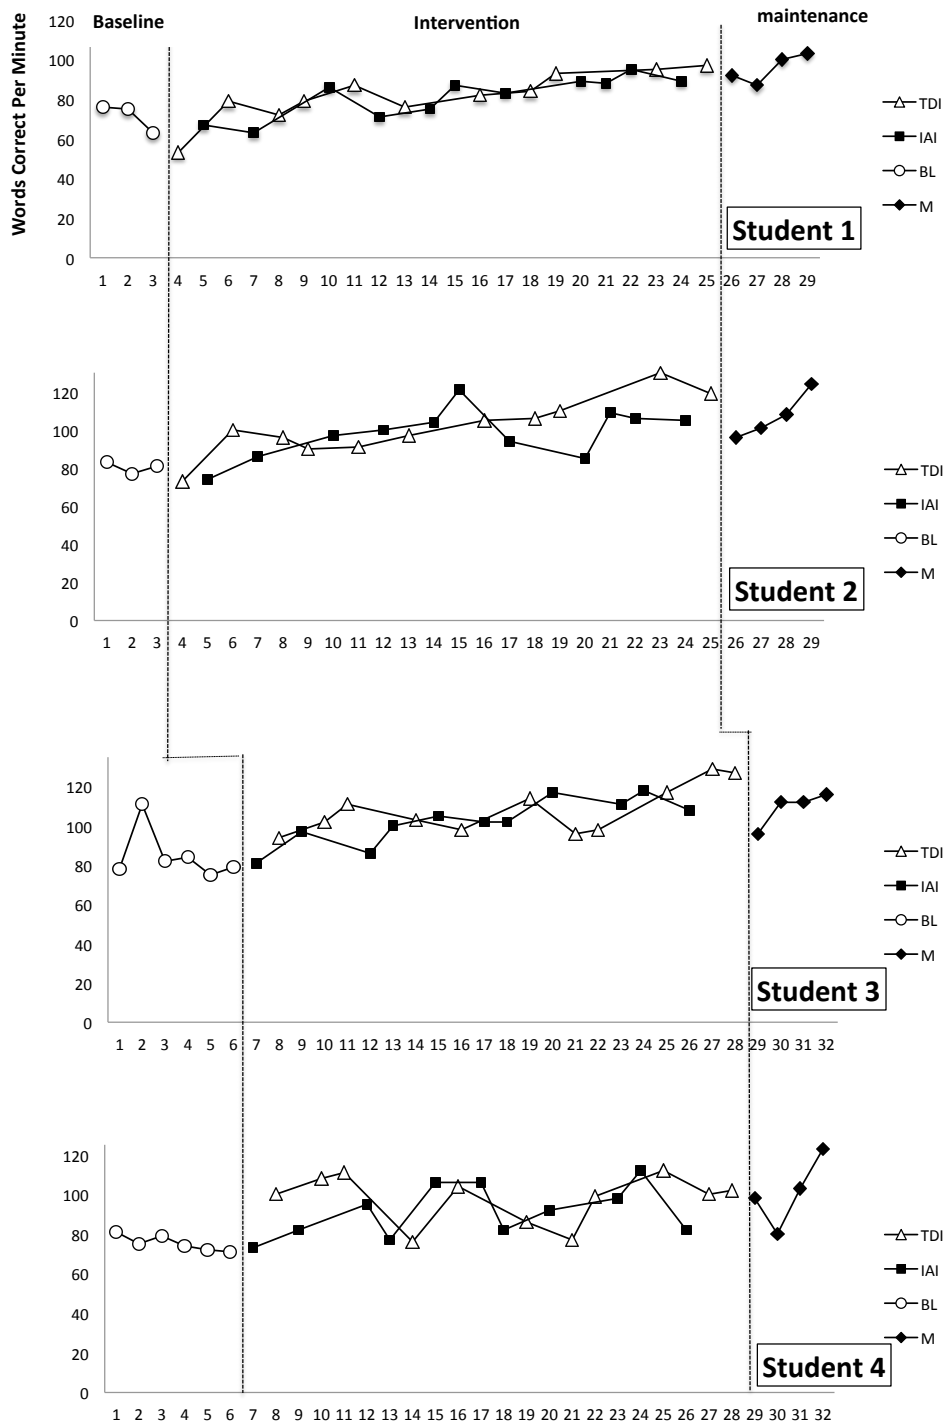 Words Correct Per Minute
Baseline
Intervention
maintenance
120
100
80
60
40
20
0
1 2 3 4 5 6 7 8 9 10 11 12 13 14 15 16 17 18 19 20 21 22 23 24 25 26 27 28 29
TDI
IAI
BL
M
Student 1
120
100
80
60
40
20
0
1 2 3 4 5 6 7 8 9 10 11 12 13 14 15 16 17 18 19 20 21 22 23 24 25 26 27 28 29
TDI
IAI
BL
M
Student 2
120
100
80
60
40
20
0
1 2 3 4 5 6 7 8 9 10 11 12 13 14 15 16 17 18 19 20 21 22 23 24 25 26 27 28 29 30 31 32
TDI
IAI
BL
M
Student 3
120
100
80
60
40
20
0
1 2 3 4 5 6 7 8 9 10 11 12 13 14 15 16 17 18 19 20 21 22 23 24 25 26 27 28 29 30 31 32
TDI
IAI
BL
M
Student 4